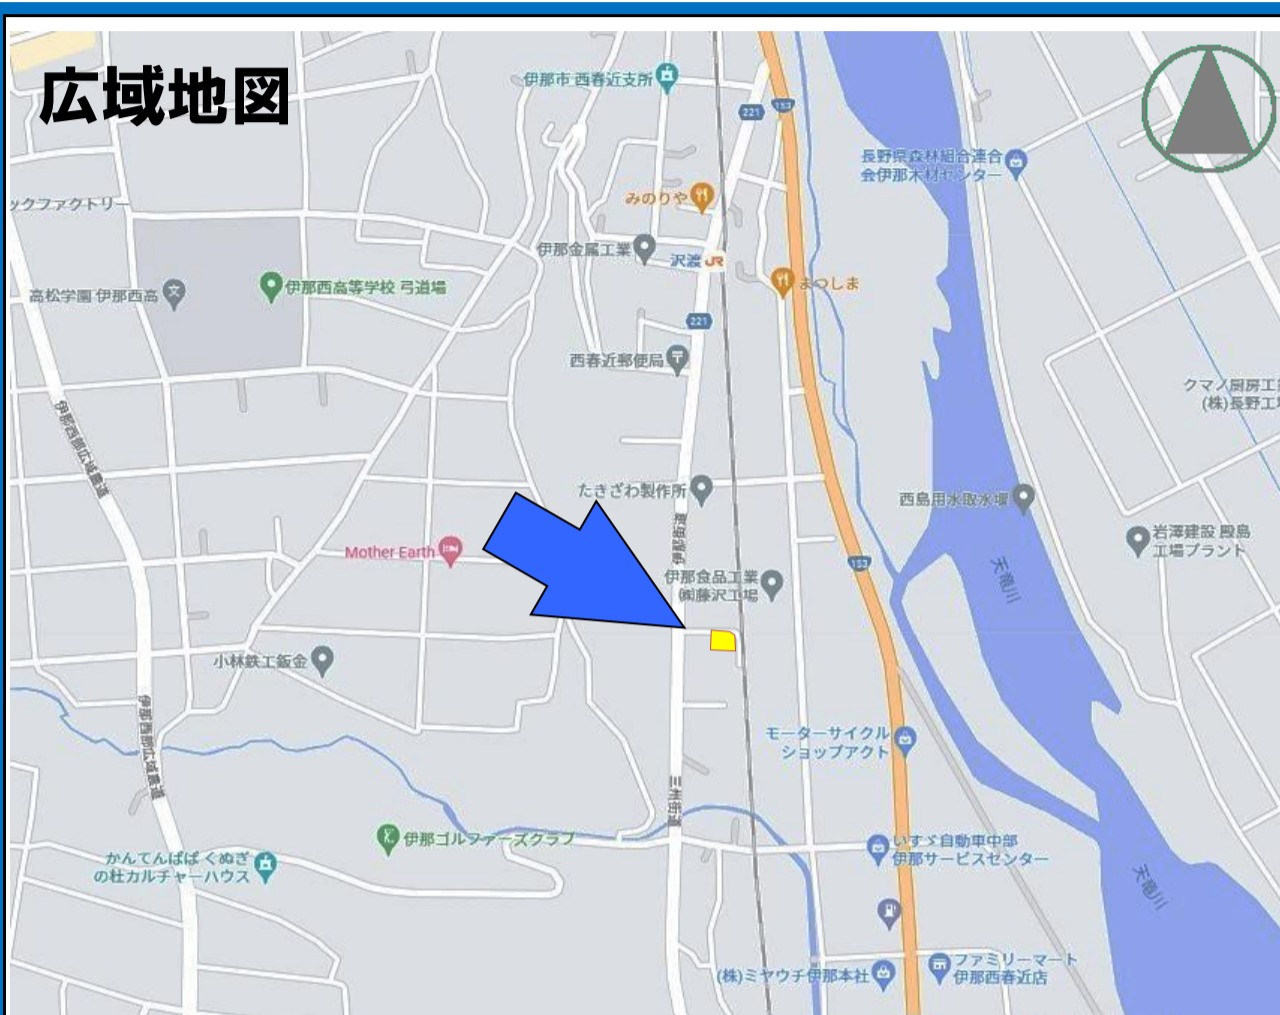 広域地図
伊那市 西春近支所
221
153
長野県森林組合連合
会伊那木材センター
みのりや
ックファクトリー
伊那金属工業
沢渡 JR
高松学園 伊那西高
文
伊那西高等学校 弓道場
まつしま
221
西春近郵便局
クマノ厨房工業
(株)長野工場
伊那西部広域農道
たきざわ製作所
西島用水取水堰
伊那街道
岩澤建設 殿島
工場プラント
Mother Earth
153
伊那食品工業
㈱藤沢工場
天竜川
小林鉄工鈑金
伊那西部広域農道
モーターサイクル
ショップアクト
三州街道
伊那ゴルファーズクラブ
いすゞ自動車中部
伊那サービスセンター
かんてんぱぱ くぬぎ
の杜カルチャーハウス
天竜川
ファミリーマート
伊那西春近店
(株)ミヤウチ伊那本社